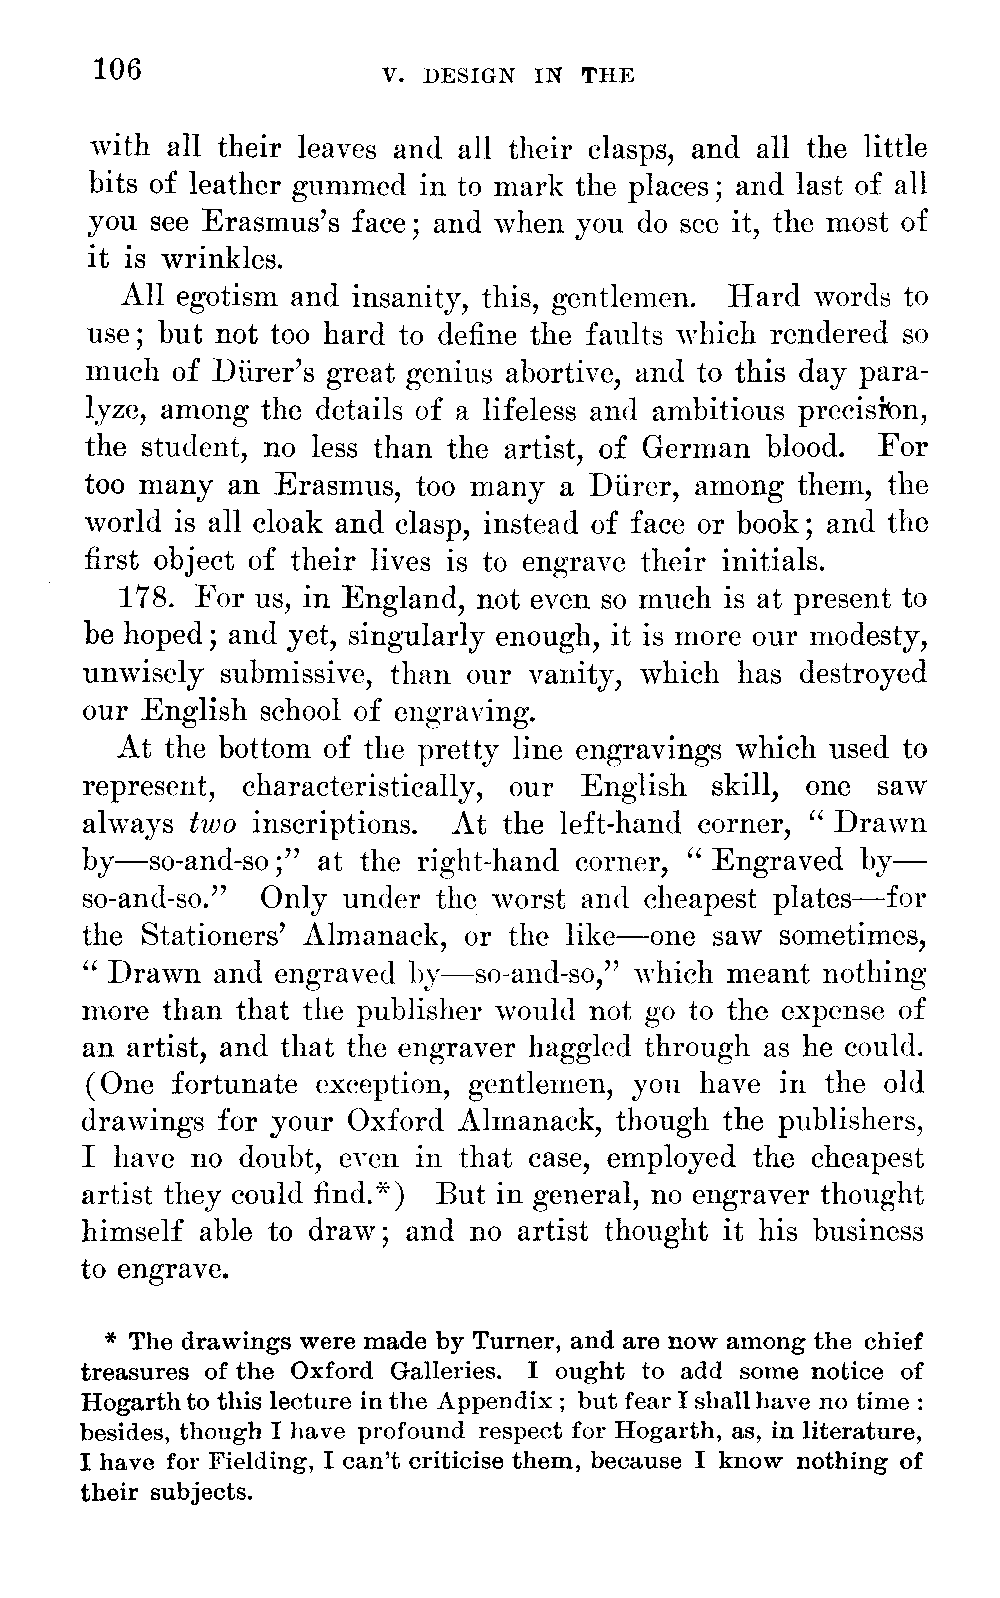 106 V. DESIGN IN THE
with all their leaves and all their clasps, and all the little
bits of leather gummed in to mark the places; and last of all
you see Erasmus's face; and when you do see it, the most of
it is wrinkles.
All egotism and insanity, this, gentlemen. Hard words to
use; but not too hard to define the faults which rendered so
much of Dürer's great genius abortive, and to this day para-
lyze, among the details of a lifeless and ambitious precision,
the student, no less than the artist, of German blood. For
too many an Erasmus, too many a Dürer, among them, the
world is all cloak and clasp, instead of face or book; and the
first object of their lives is to engrave their initials.
178. For us, in England, not even so much is at present to
be hoped; and yet, singularly enough, it is more our modesty,
unwisely submissive, than our vanity, which has destroyed
our English school of engraving.
At the bottom of the pretty line engravings which used to
represent, characteristically, our English skill, one saw
always two inscriptions. At the left-hand corner, “ Drawn
by—so-and-so;” at the right-hand corner, “ Engraved by—
so-and-so.” Only under the worst and cheapest plates—for
the Stationers' Almanack, or the like—one saw sometimes,
“ Drawn and engraved by—so-and-so,” which meant nothing
more than that the publisher would not go to the expense of
an artist, and that the engraver haggled through as he could.
(One fortunate exception, gentlemen, you have in the old
drawings for your Oxford Almanack, though the publishers,
I have no doubt, even in that case, employed the cheapest
artist they could find.*) But in general, no engraver thought
himself able to draw; and no artist thought it his business
to engrave.
* The drawings were made by Turner, and are now among the chief
treasures of the Oxford Galleries. I ought to add some notice of
Hogarth to this lecture in the Appendix; but fear I shall have no time:
besides, though I have profound respect for Hogarth, as, in literature,
I have for Fielding, I can't criticise them, because I know nothing of
their subjects.